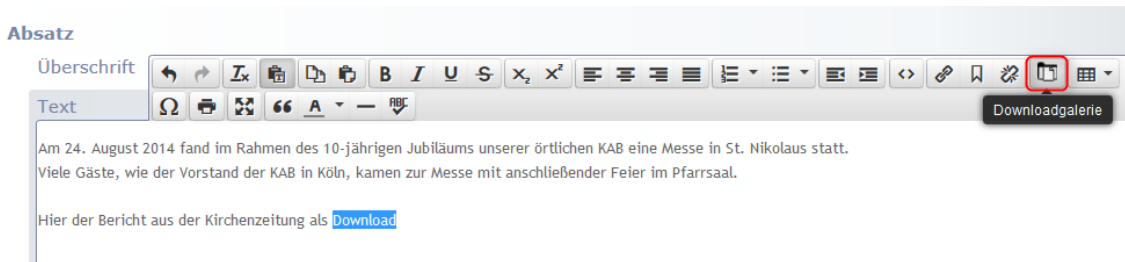 Absatz
Überschrift
Text
Downloadgalerie
Am 24. August 2014 fand im Rahmen des 10-jährigen Jubiläums unserer örtlichen KAB eine Messe in St. Nikolaus statt.
Viele Gäste, wie der Vorstand der KAB in Köln, kamen zur Messe mit anschließender Feier im Pfarrsaal.
Hier der Bericht aus der Kirchenzeitung als Download